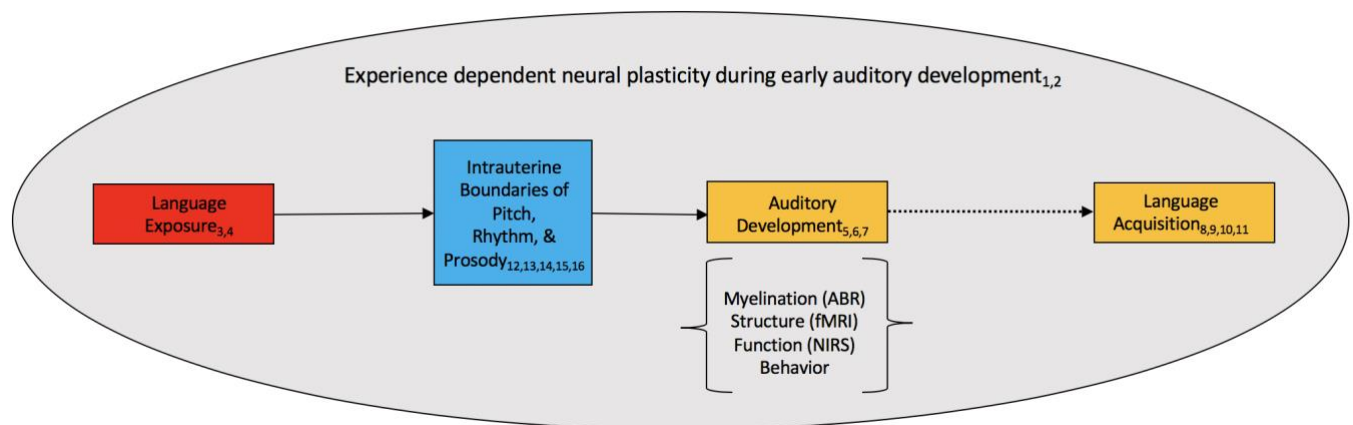 Experience dependent neural plasticity during early auditory development1,2
Language
Exposure3,4
Intrauterine
Boundaries of
Pitch,
Rhythm, &
Prosody12,13,14,15,16
Auditory
Development5,6,7
Language
Acquisition8,9,10,11
Myelination (ABR)
Structure (fMRI)
Function (NIRS)
Behavior